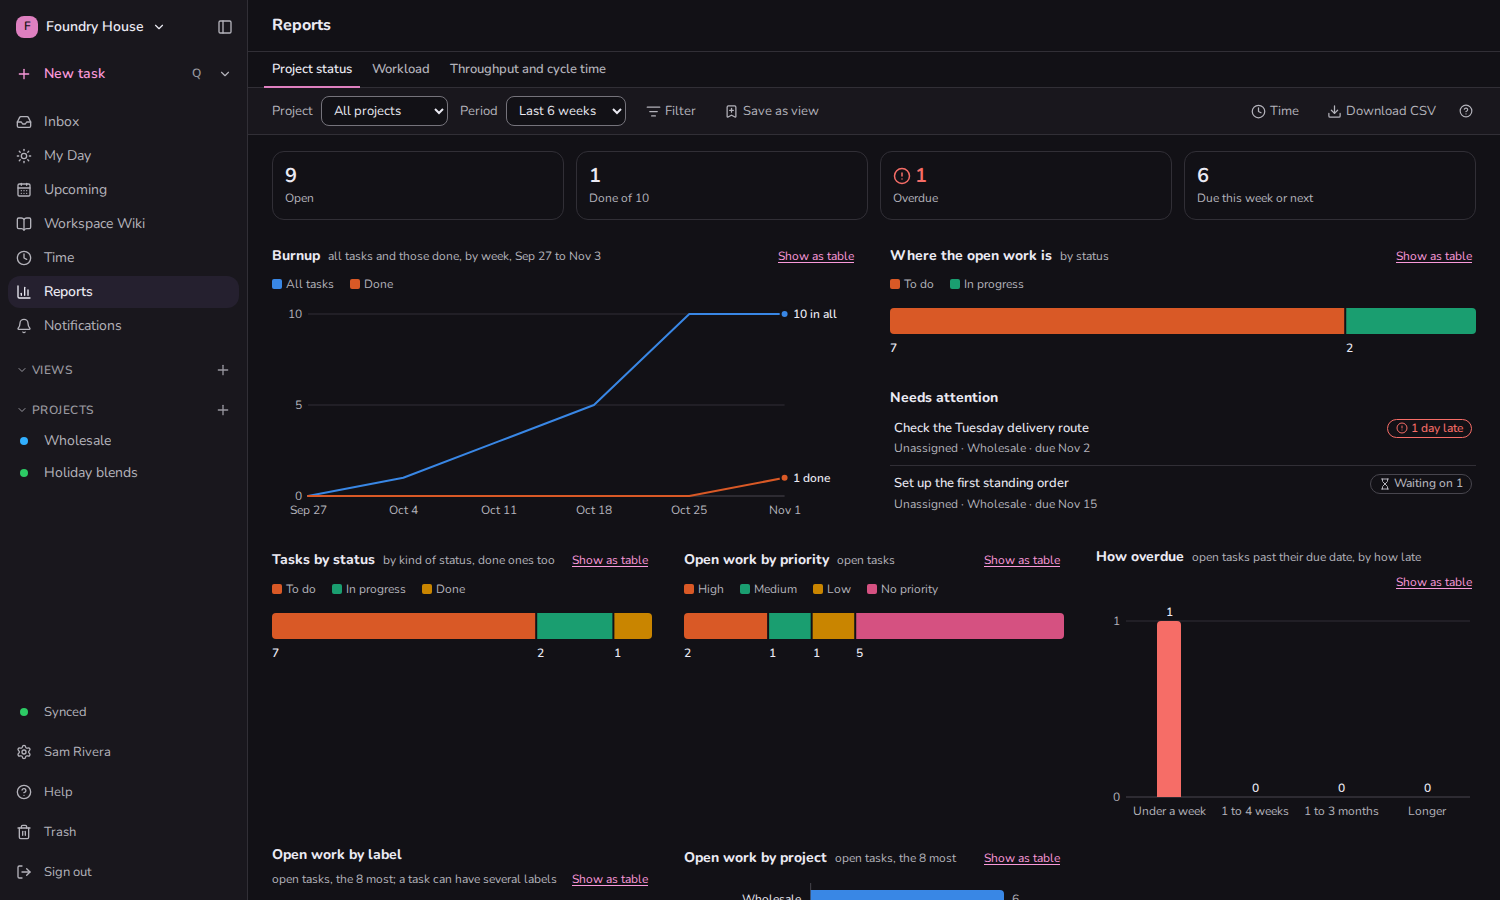 F Foundry House
New task Q
Inbox
My Day
Upcoming
Workspace Wiki
Time
Reports
Notifications
VIEWS
PROJECTS
Wholesale
Holiday blends
Synced
Sam Rivera
Help
Trash
Sign out
Reports
Project status Workload Throughput and cycle time
Project All projects Period Last 6 weeks Filter Save as view Time Download CSV
9
Open
1
Done of 10
1
Overdue
6
Due this week or next
Burnup all tasks and those done, by week, Sep 27 to Nov 3 Show as table
All tasks Done
10
5
0
10 in all
1 done
Sep 27 Oct 4 Oct 11 Oct 18 Oct 25 Nov 1
Where the open work is by status Show as table
To do In progress
7 2
Needs attention
Check the Tuesday delivery route 1 day late
Unassigned · Wholesale · due Nov 2
Set up the first standing order Waiting on 1
Unassigned · Wholesale · due Nov 15
Tasks by status by kind of status, done ones too Show as table
To do In progress Done
7 2 1
Open work by priority open tasks Show as table
High Medium Low No priority
2 1 1 5
How overdue open tasks past their due date, by how late
Show as table
1
1
0
0 0 0
Under a week 1 to 4 weeks 1 to 3 months Longer
Open work by label
open tasks, the 8 most; a task can have several labels Show as table
Open work by project open tasks, the 8 most Show as table
Wholesale 6